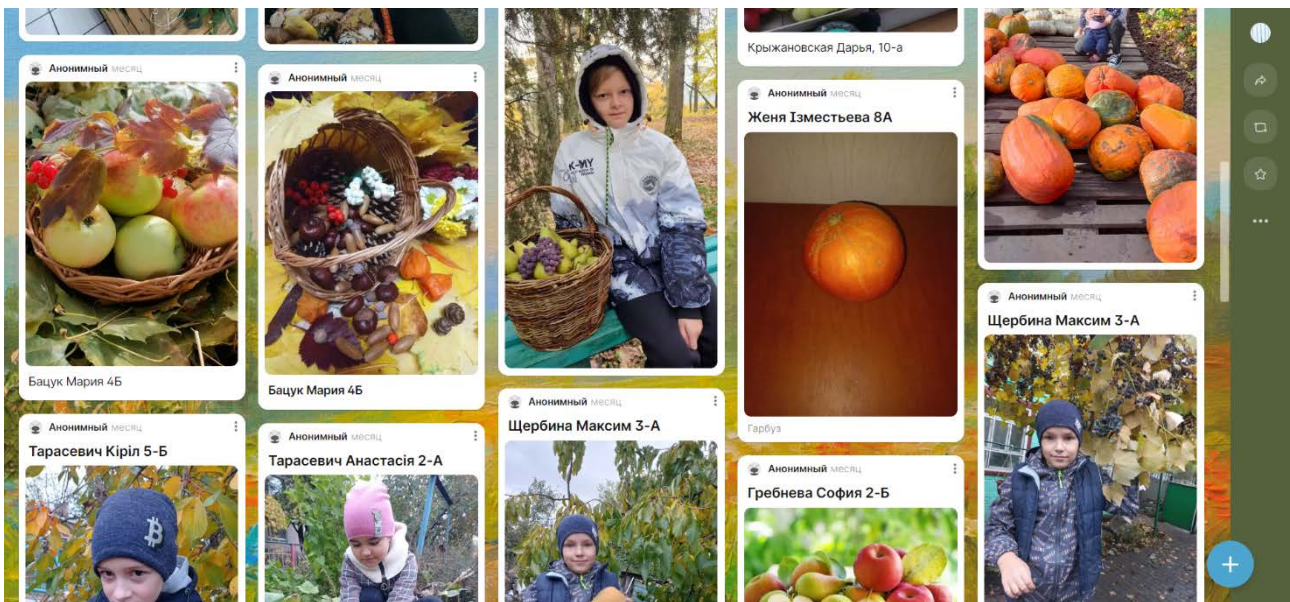 Анонимный месяц
Бацук Мария 4Б
Анонимный месяц
Тарасевич Кіріл 5-Б
Анонимный месяц
Бацук Мария 4Б
Анонимный месяц
Тарасевич Анастасія 2-А
K-MY
Анонимный месяц
Щербина Максим 3-А
Крыжановская Дарья, 10-а
Анонимный месяц
Женя Ізместьева 8А
Гарбуз
Анонимный месяц
Гребнева София 2-Б
Анонимный месяц
Щербина Максим 3-А